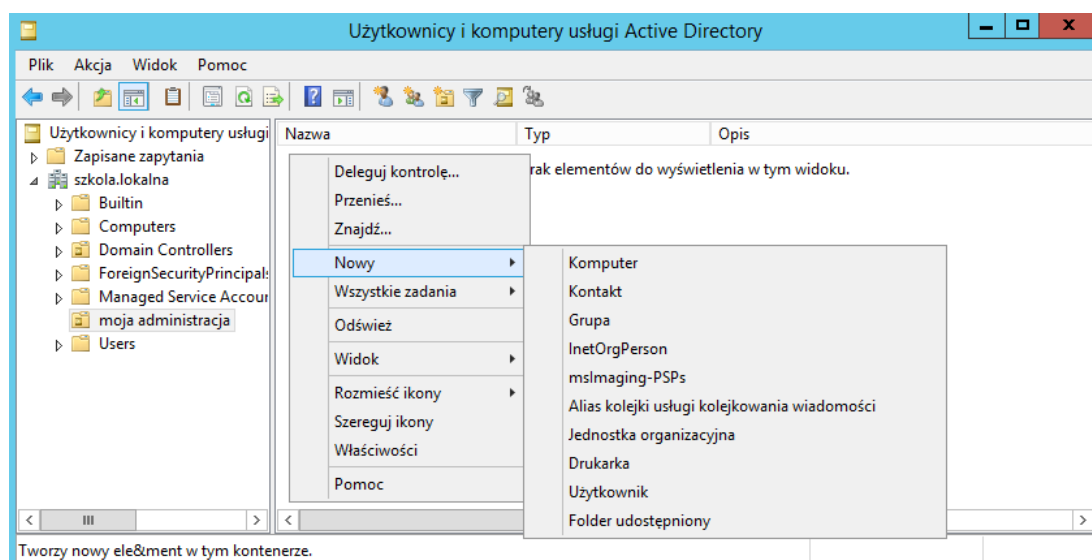 Użytkownicy i komputery usługi Active Directory
Plik Akcja Widok Pomoc
Użytkownicy i komputery usługi
Zapisane zapytania
szkola.lokalna
Builtin
Computers
Domain Controllers
ForeignSecurityPrincipals
Managed Service Accour
moja administracja
Users
Nazwa Typ Opis
rak elementów do wyświetlenia w tym widoku.
Deleguj kontrolę...
Przenieś...
Znajdź...
Nowy
Wszystkie zadania
Odśwież
Widok
Rozmieść ikony
Szereguj ikony
Właściwości
Pomoc
Komputer
Kontakt
Grupa
InetOrgPerson
msImaging-PSPs
Alias kolejki usługi kolejkowania wiadomości
Jednostka organizacyjna
Drukarka
Użytkownik
Folder udostępniony
Tworzy nowy ele&ment w tym kontenerze.